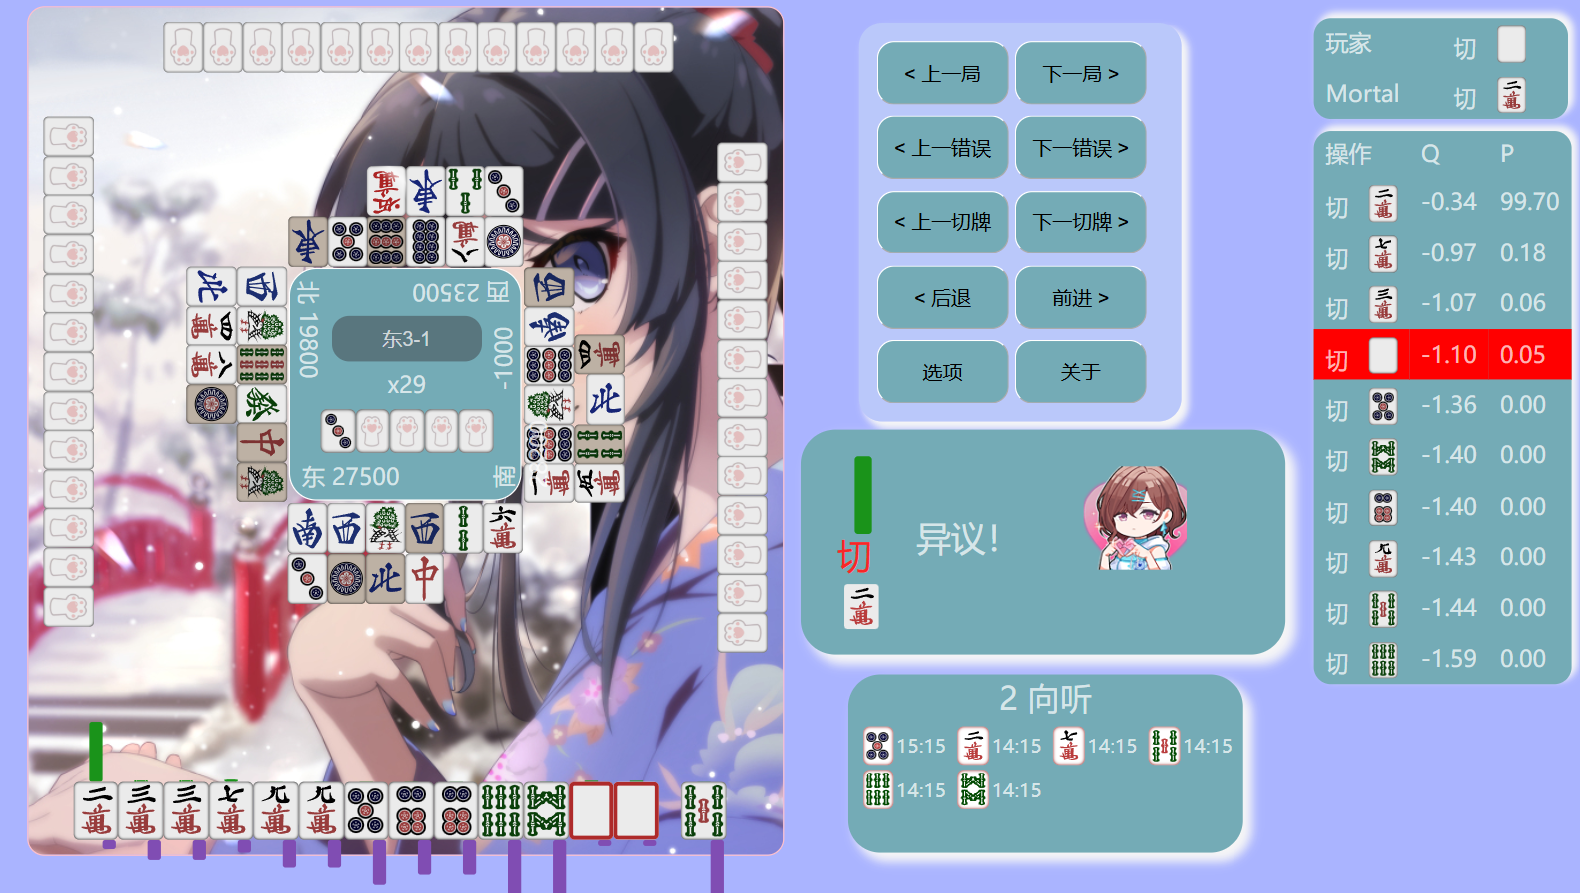 < 上一局
下一局 >
< 上一错误
下一错误 >
< 上一切牌
下一切牌 >
< 后退
前进 >
选项
关于
玩家 切
Mortal 切
操作 Q P
切 -0.34 99.70
切 -0.97 0.18
切 -1.07 0.06
切 -1.10 0.05
切 -1.36 0.00
切 -1.40 0.00
切 -1.40 0.00
切 -1.43 0.00
切 -1.44 0.00
切 -1.59 0.00
西 23500
北 19800
东3-1
x29
-1000
东 27500
南
切
异议！
2 向听
15:15 14:15 14:15 14:15
14:15 14:15